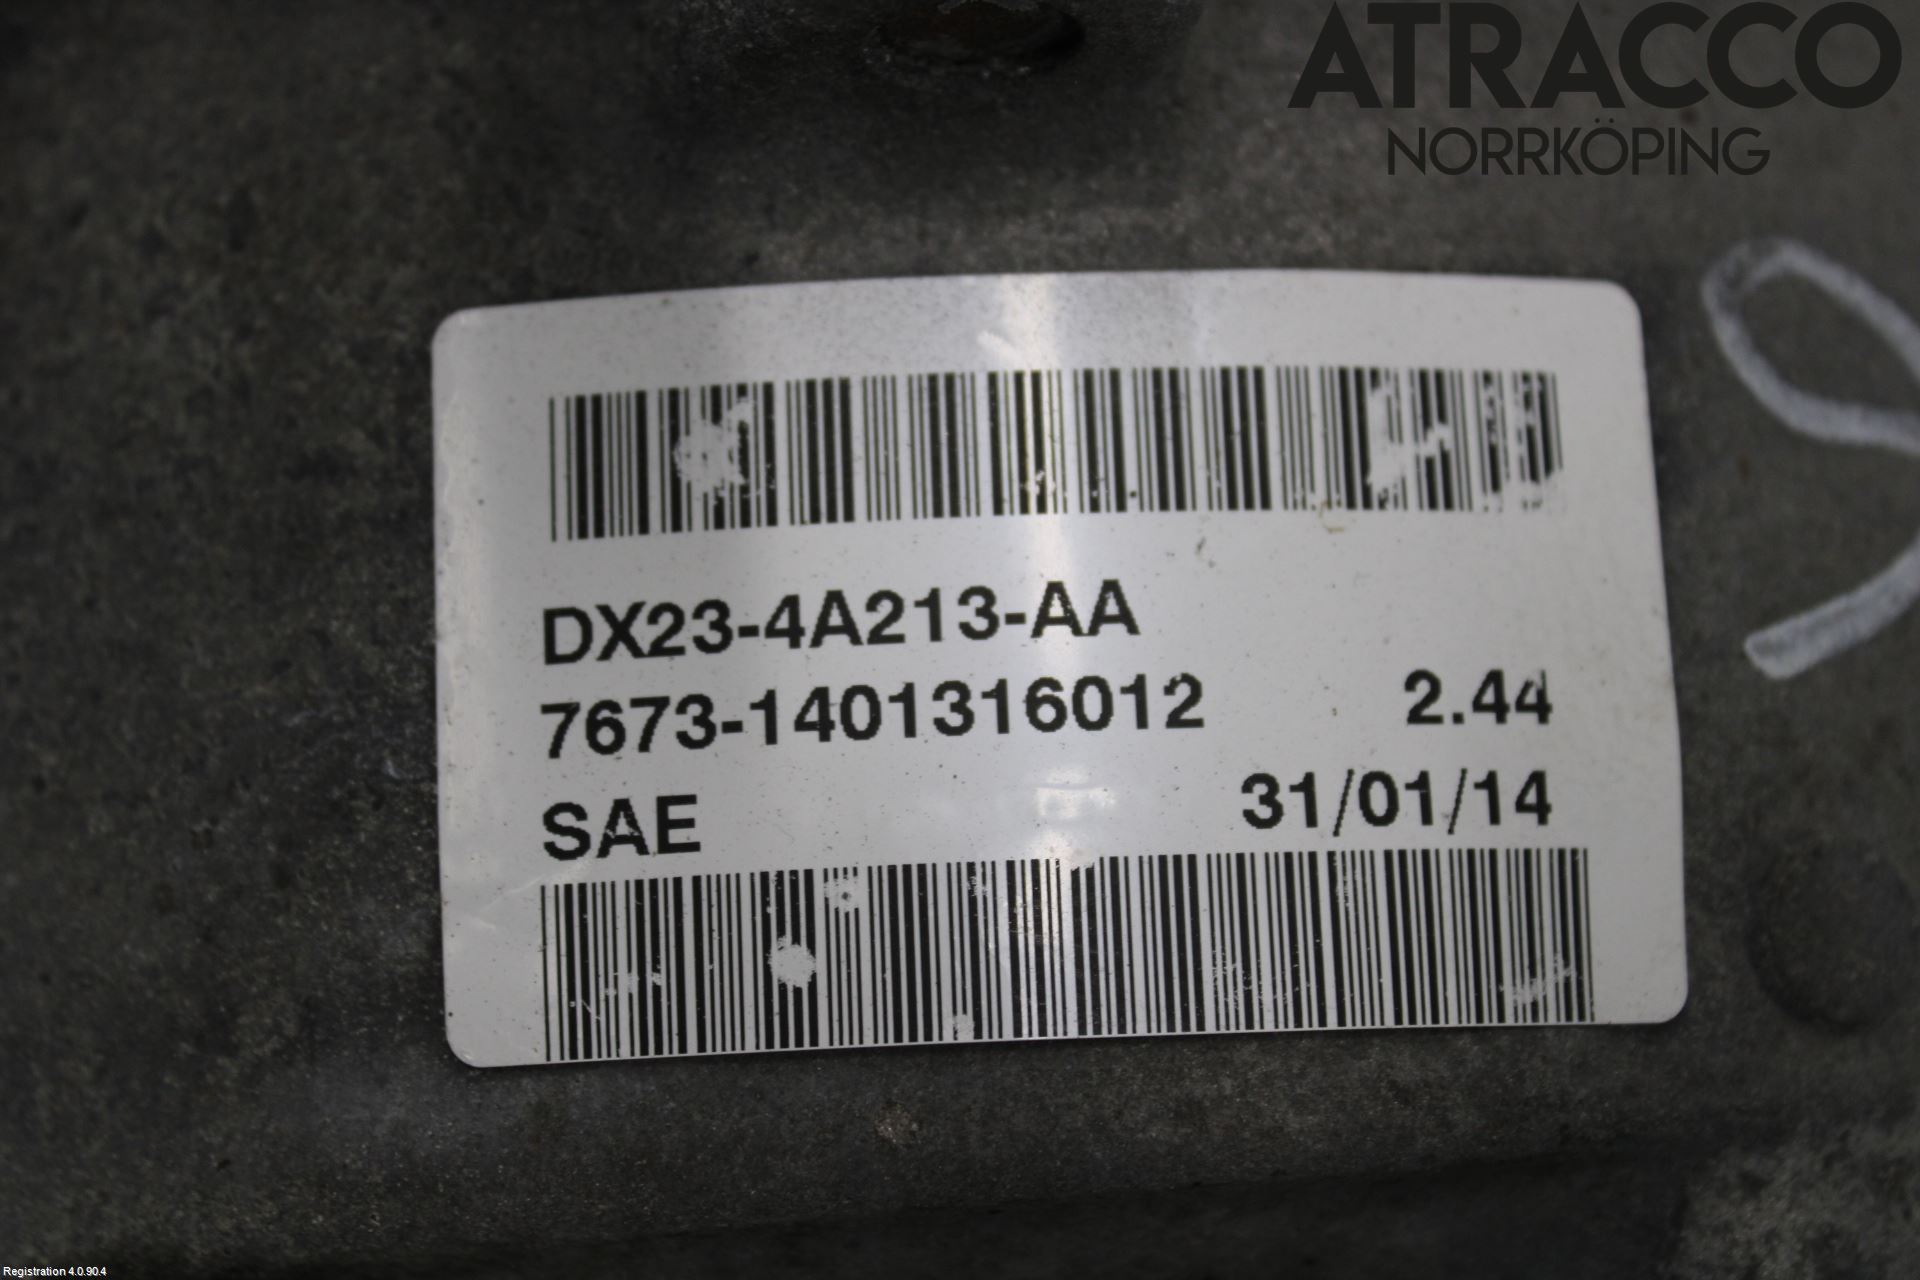 ATRACCO
NORRKÖPING
DX23-4A213-AA
7673-1401316012 2.44
SAE 31/01/14
Registration 4.0.90.4